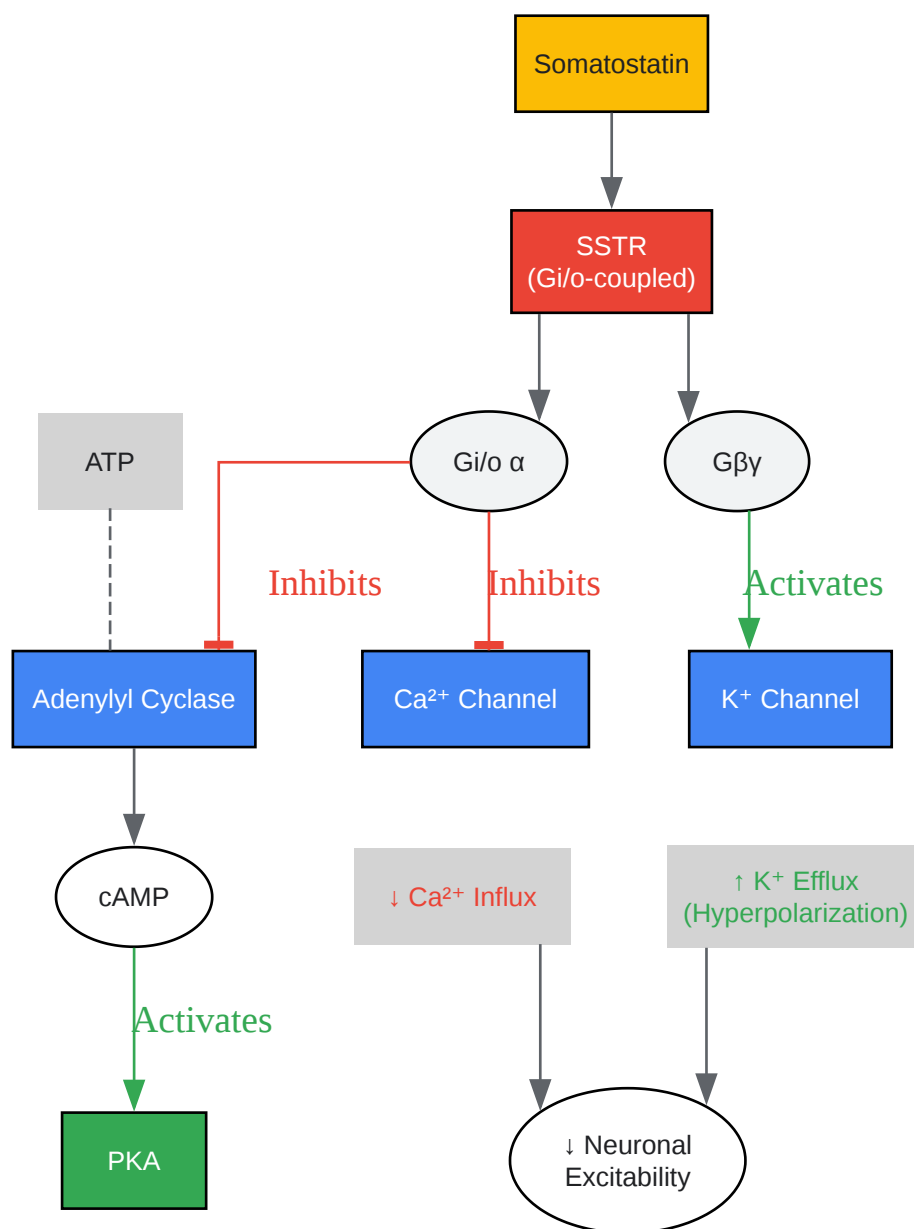 Somatostatin
SSTR
(Gi/o-coupled)
ATP
Gi/o α
Gβγ
Inhibits
Inhibits
Activates
Adenylyl Cyclase
Ca²⁺ Channel
K⁺ Channel
cAMP
↓ Ca²⁺ Influx
↑ K⁺ Efflux
(Hyperpolarization)
Activates
PKA
↓ Neuronal
Excitability